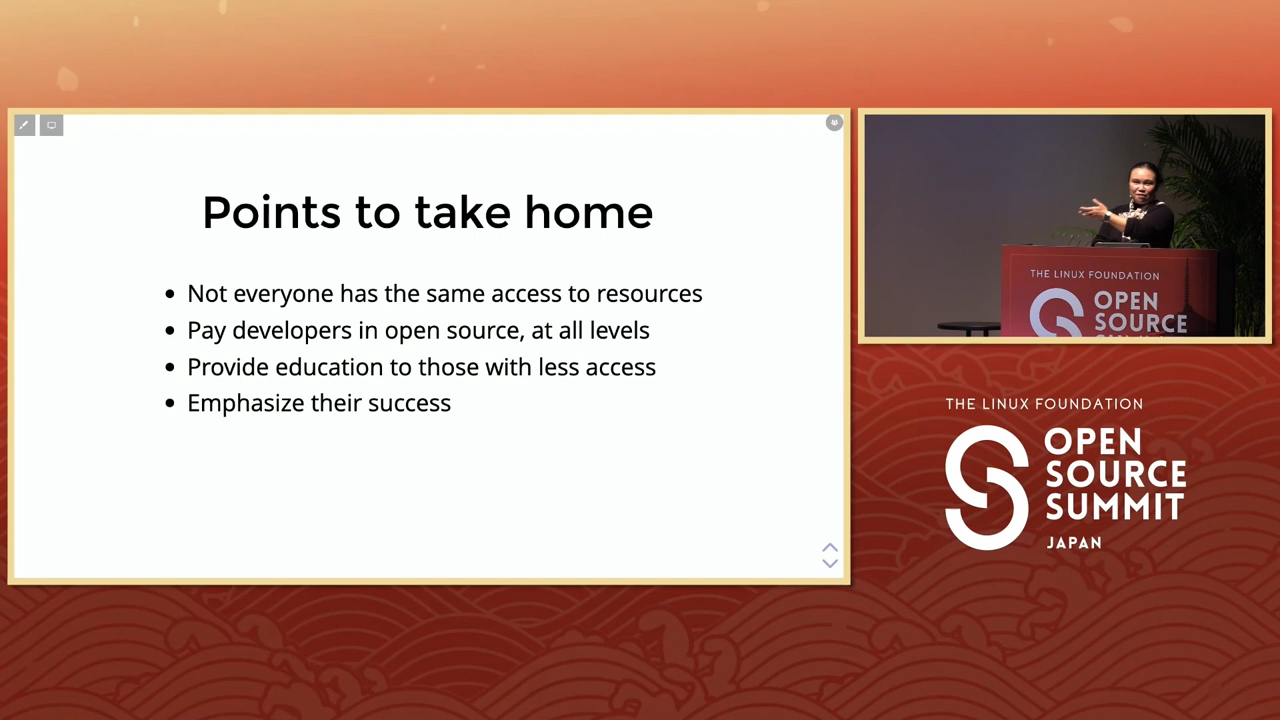 Points to take home
Not everyone has the same access to resources
Pay developers in open source, at all levels
Provide education to those with less access
Emphasize their success
THE LINUX FOUNDATION
OPEN
SOURCE
THE LINUX FOUNDATION
OPEN
SOURCE
SUMMIT
JAPAN